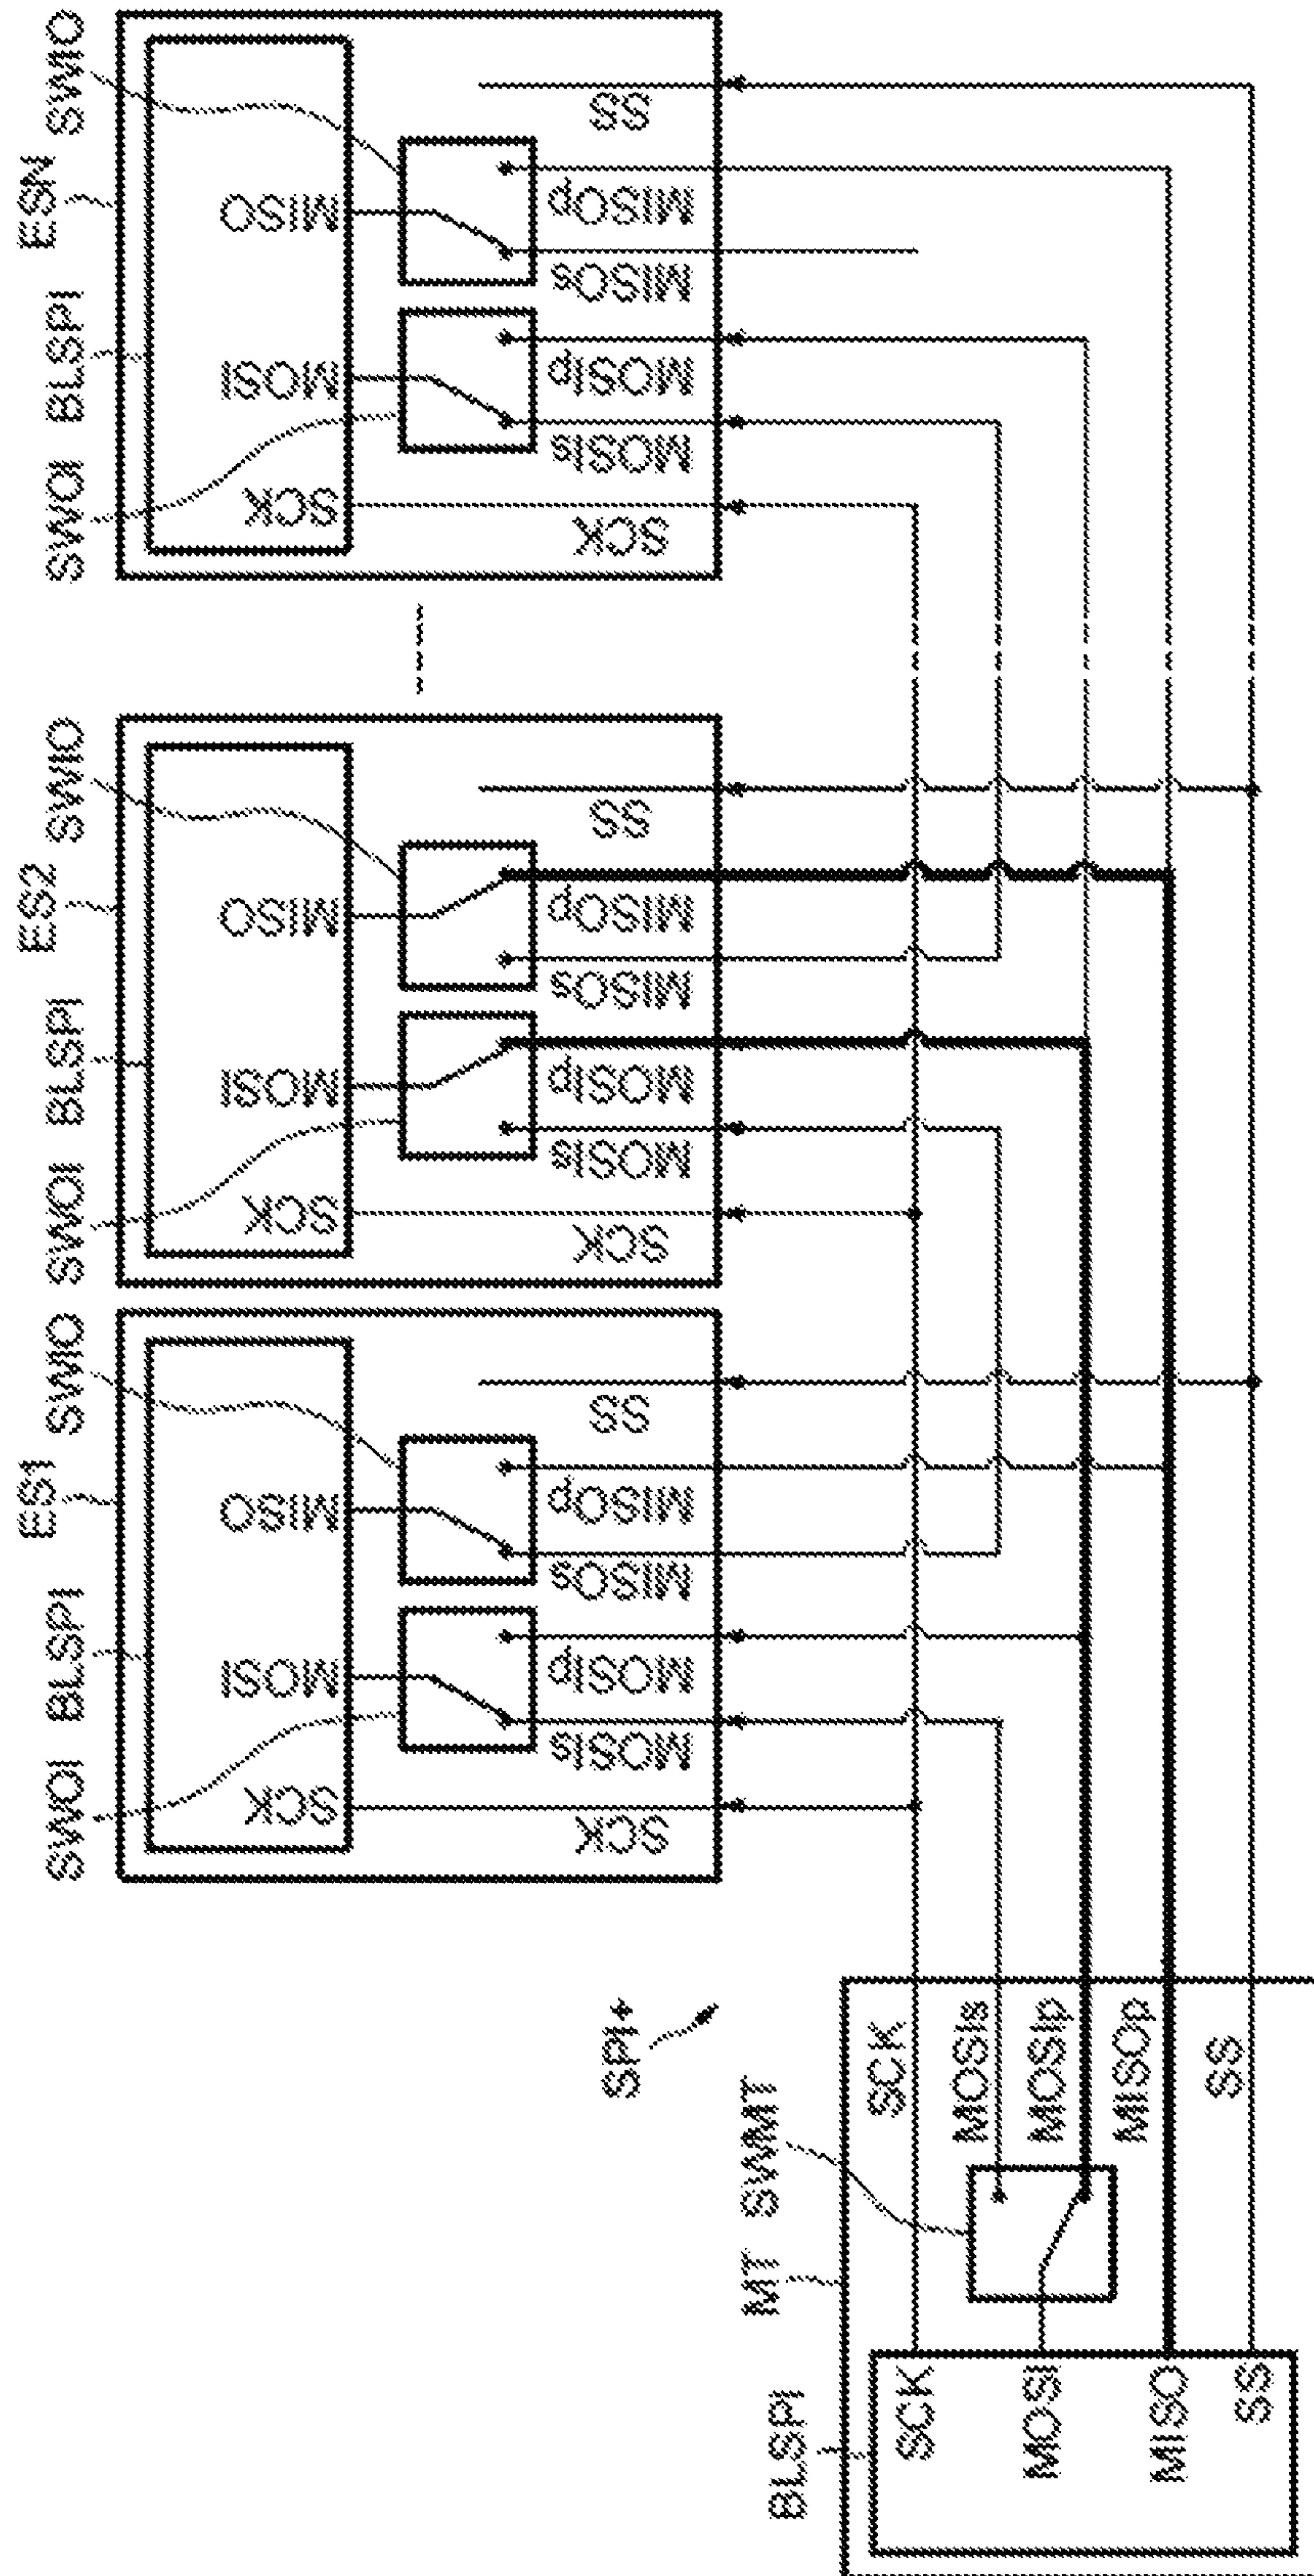 SPI+
MT
SWMT
BLSPI
SCK
MOSI
MISO
SS
SCK
MOSIs
MOSIp
MISOp
SS
ES1
SWOI
BLSPI
SWIO
SCK
MOSI
MISO
SCK
MOSIs
MOSIp
MISOs
MISOp
SS
ES2
SWOI
BLSPI
SWIO
SCK
MOSI
MISO
SCK
MOSIs
MOSIp
MISOs
MISOp
SS
ESN
SWOI
BLSPI
SWIO
SCK
MOSI
MISO
SCK
MOSIs
MOSIp
MISOs
MISOp
SS